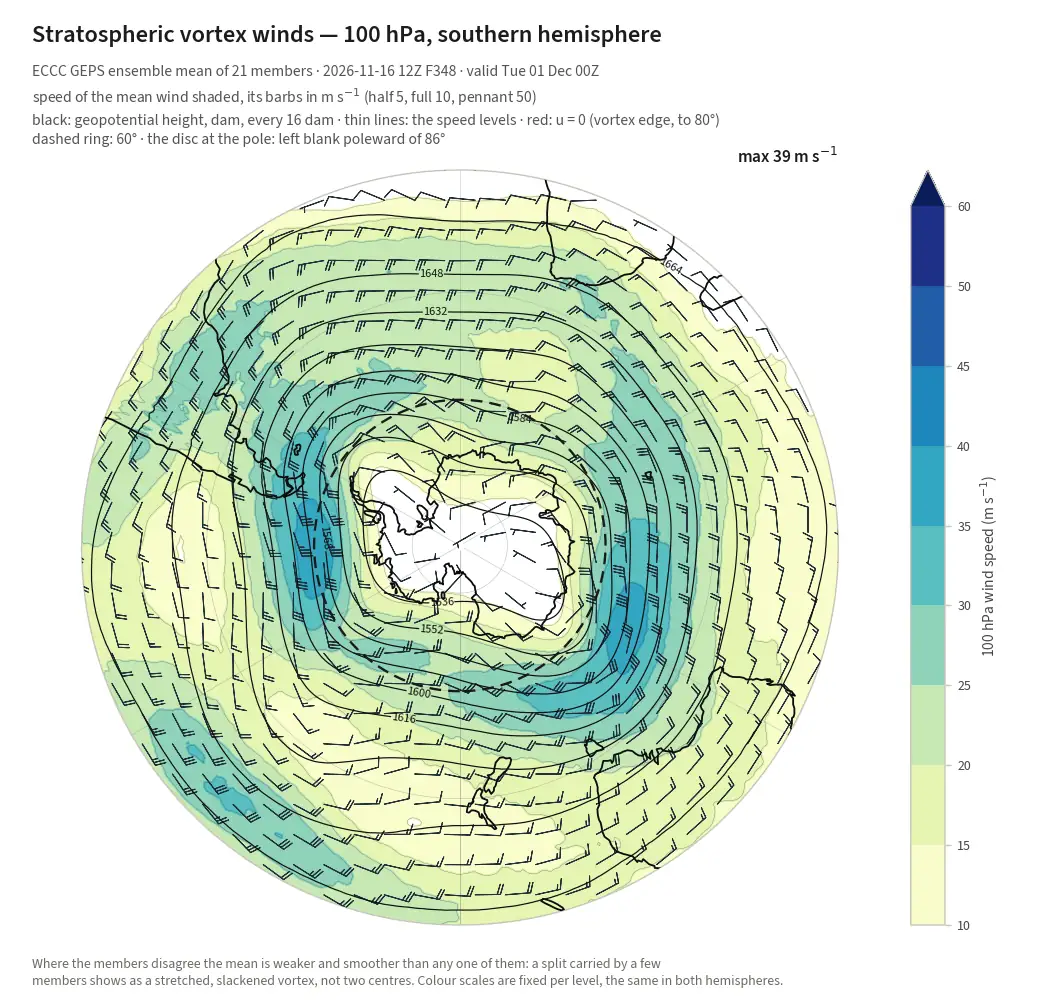 Stratospheric vortex winds — 100 hPa, southern hemisphere
ECCC GEPS ensemble mean of 21 members · 2026-11-16 12Z F348 · valid Tue 01 Dec 00Z
speed of the mean wind shaded, its barbs in m s⁻¹ (half 5, full 10, pennant 50)
black: geopotential height, dam, every 16 dam · thin lines: the speed levels · red: u = 0 (vortex edge, to 80°)
dashed ring: 60° · the disc at the pole: left blank poleward of 86°
max 39 m s⁻¹
1664
1648
1632
1584
1568
1536
1552
1600
1616
60
50
45
40
35
30
25
20
15
10
100 hPa wind speed (m s⁻¹)
Where the members disagree the mean is weaker and smoother than any one of them: a split carried by a few
members shows as a stretched, slackened vortex, not two centres. Colour scales are fixed per level, the same in both hemispheres.